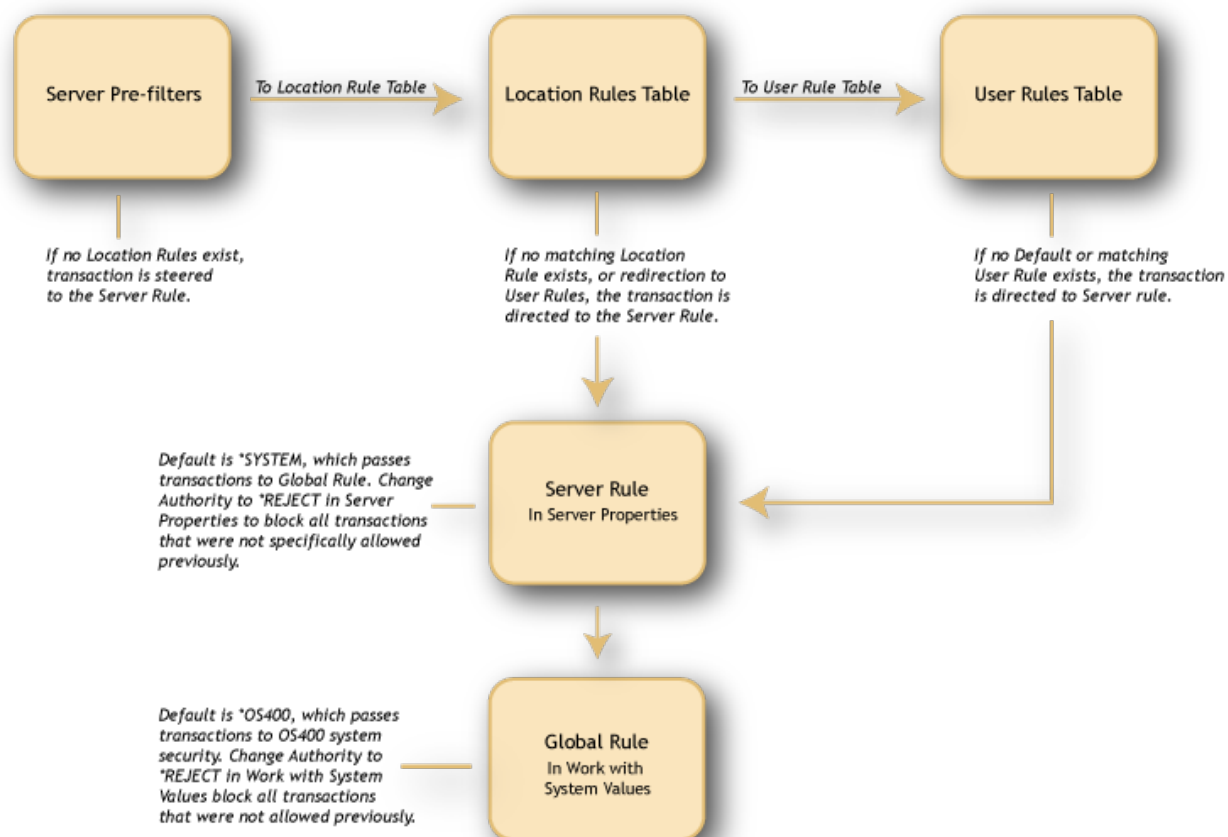 Server Pre-filters
To Location Rule Table
Location Rules Table
To User Rule Table
User Rules Table
If no Location Rules exist,
transaction is steered
to the Server Rule.
If no matching Location
Rule exists, or redirection to
User Rules, the transaction is
directed to the Server Rule.
If no Default or matching
User Rule exists, the transaction
is directed to Server rule.
Default is *SYSTEM, which passes
transactions to Global Rule. Change
Authority to *REJECT in Server
Properties to block all transactions
that were not specifically allowed
previously.
Server Rule
In Server Properties
Default is *OS400, which passes
transactions to OS400 system
security. Change Authority to
*REJECT in Work with System
Values block all transactions
that were not allowed previously.
Global Rule
In Work with
System Values